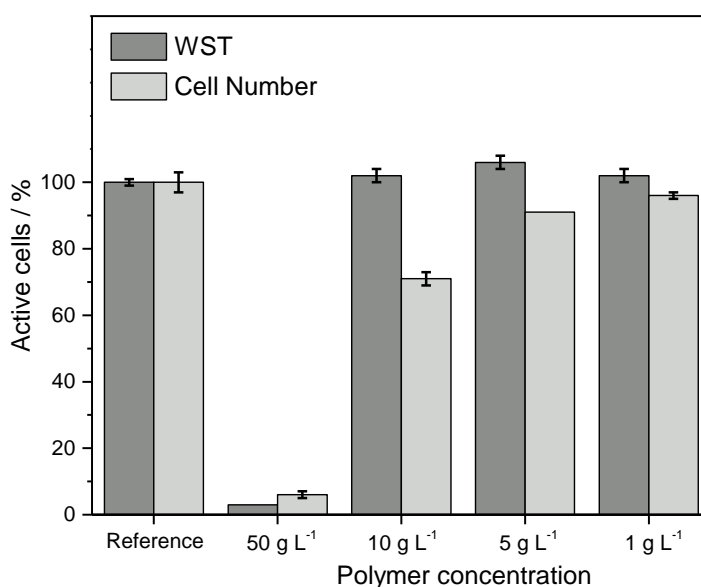 WST
Cell Number
Active cells / %
100
80
60
40
20
0
Reference 50 g L⁻¹ 10 g L⁻¹ 5 g L⁻¹ 1 g L⁻¹
Polymer concentration